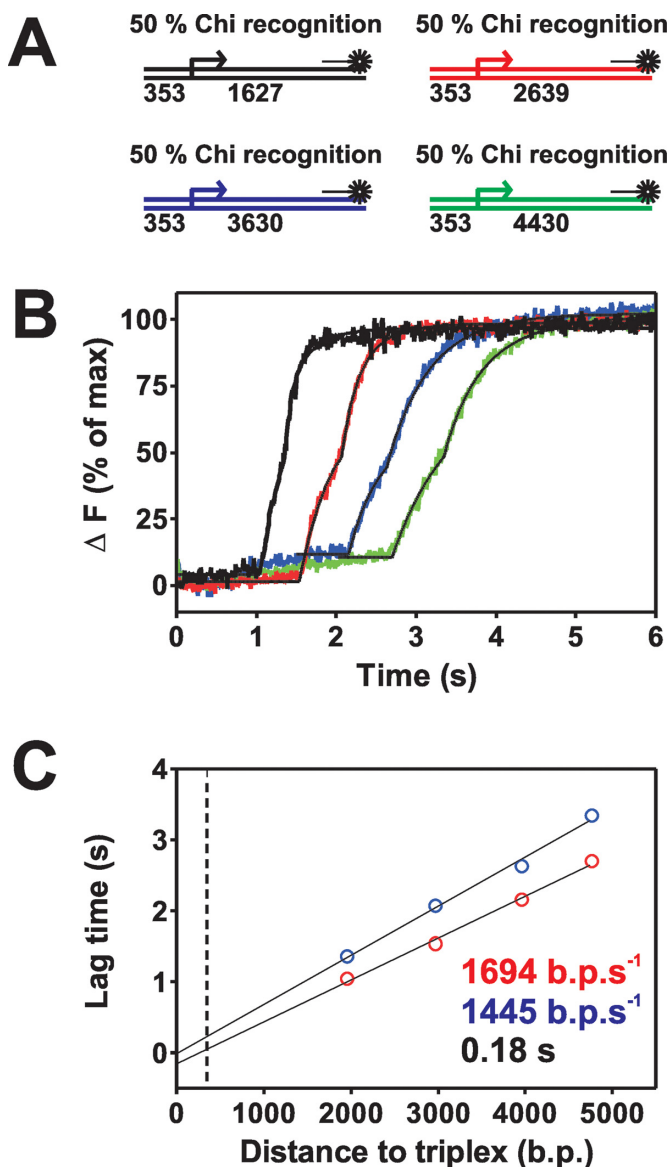 A
50 % Chi recognition
50 % Chi recognition
353 1627
353 2639
50 % Chi recognition
50 % Chi recognition
353 3630
353 4430
B
Δ F (% of max)
100
75
50
25
0
0 1 2 3 4 5 6
Time (s)
C
Lag time (s)
4
3
2
1
0
1694 b.p.s⁻¹
1445 b.p.s⁻¹
0.18 s
0 1000 2000 3000 4000 5000
Distance to triplex (b.p.)